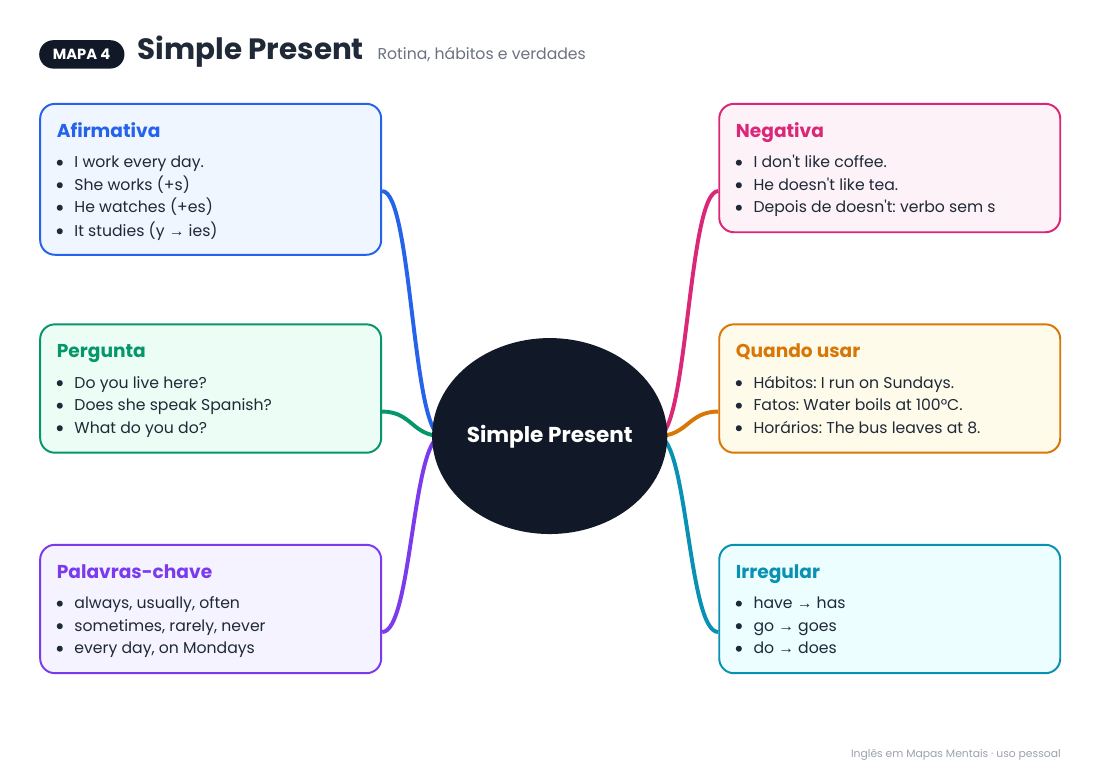 MAPA 4 Simple Present Rotina, hábitos e verdades
Afirmativa
• I work every day.
• She works (+s)
• He watches (+es)
• It studies (y → ies)
Pergunta
• Do you live here?
• Does she speak Spanish?
• What do you do?
Palavras-chave
• always, usually, often
• sometimes, rarely, never
• every day, on Mondays
Simple Present
Negativa
• I don't like coffee.
• He doesn't like tea.
• Depois de doesn't: verbo sem s
Quando usar
• Hábitos: I run on Sundays.
• Fatos: Water boils at 100ºC.
• Horários: The bus leaves at 8.
Irregular
• have → has
• go → goes
• do → does
Inglês em Mapas Mentais · uso pessoal